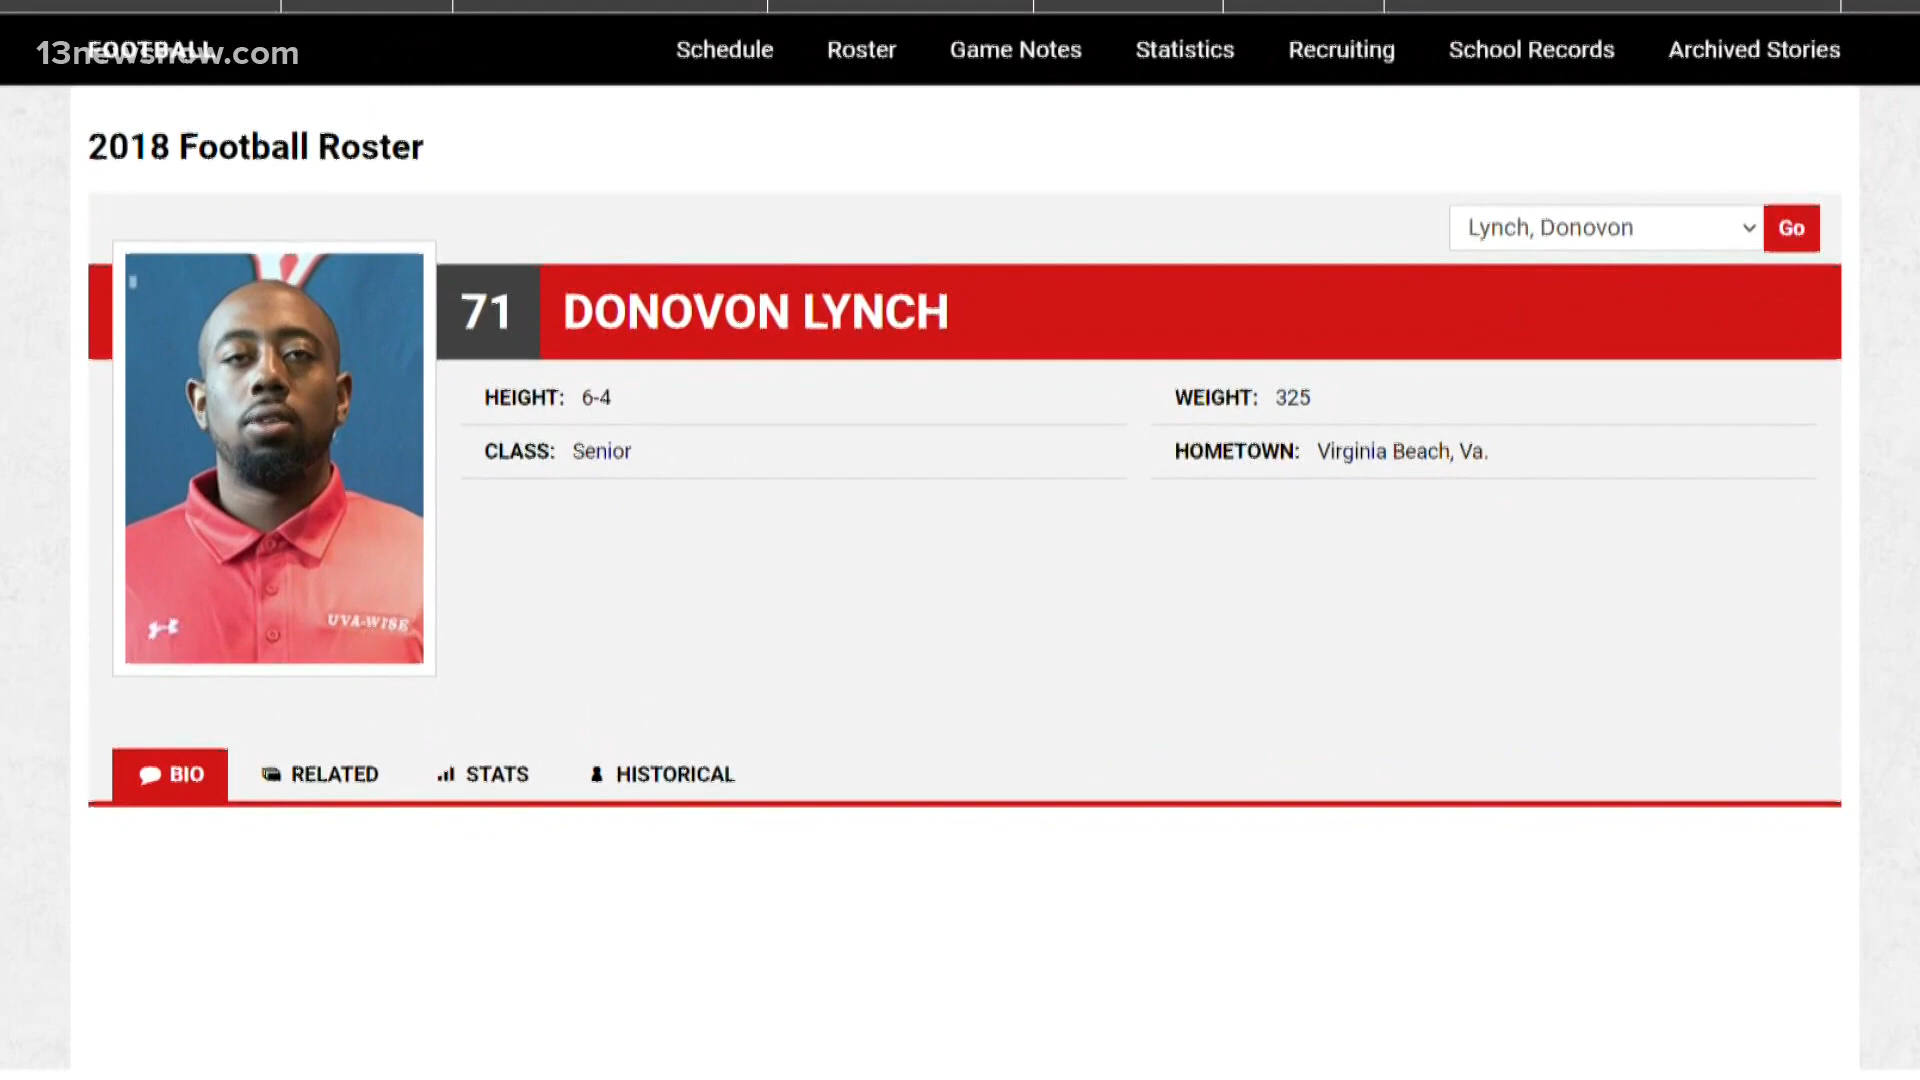 13newsnow.com
FOOTBALL
Schedule Roster Game Notes Statistics Recruiting School Records Archived Stories
2018 Football Roster
Lynch, Donovon Go
71 DONOVON LYNCH
HEIGHT: 6-4 WEIGHT: 325
CLASS: Senior HOMETOWN: Virginia Beach, Va.
UVA-WISE
BIO RELATED STATS HISTORICAL